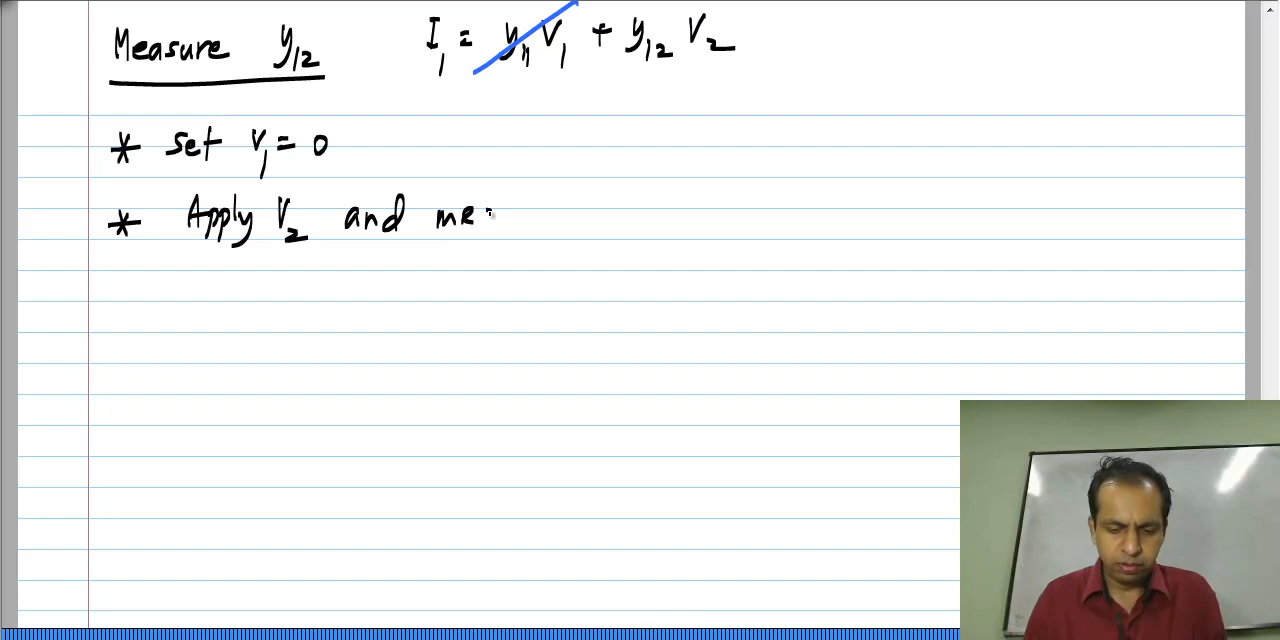 Measure y12 I1 = y11 V1 + y12 V2
* set V1 = 0
* Apply V2 and me